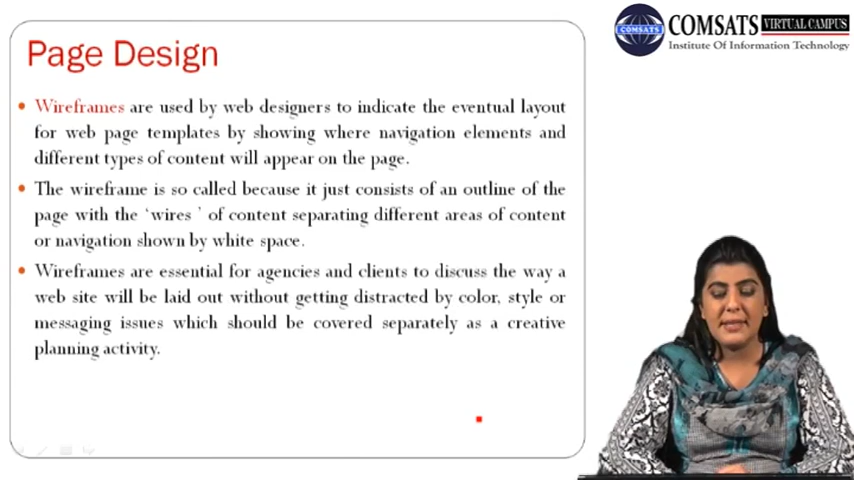 Page Design
COMSATS VIRTUAL CAMPUS
COMSATS
Institute Of Information Technology
Wireframes are used by web designers to indicate the eventual layout
for web page templates by showing where navigation elements and
different types of content will appear on the page.
The wireframe is so called because it just consists of an outline of the
page with the ‘wires ’ of content separating different areas of content
or navigation shown by white space.
Wireframes are essential for agencies and clients to discuss the way a
web site will be laid out without getting distracted by color, style or
messaging issues which should be covered separately as a creative
planning activity.